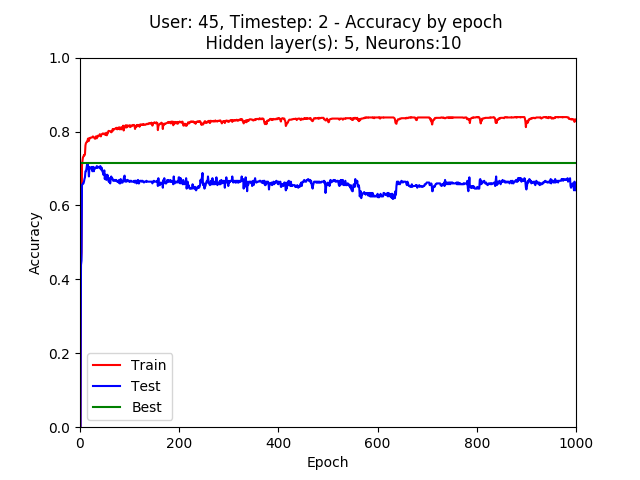 User: 45, Timestep: 2 - Accuracy by epoch
Hidden layer(s): 5, Neurons:10
1.0
0.8
0.6
0.4
0.2
0.0
Accuracy
Train
Test
Best
0 200 400 600 800 1000
Epoch